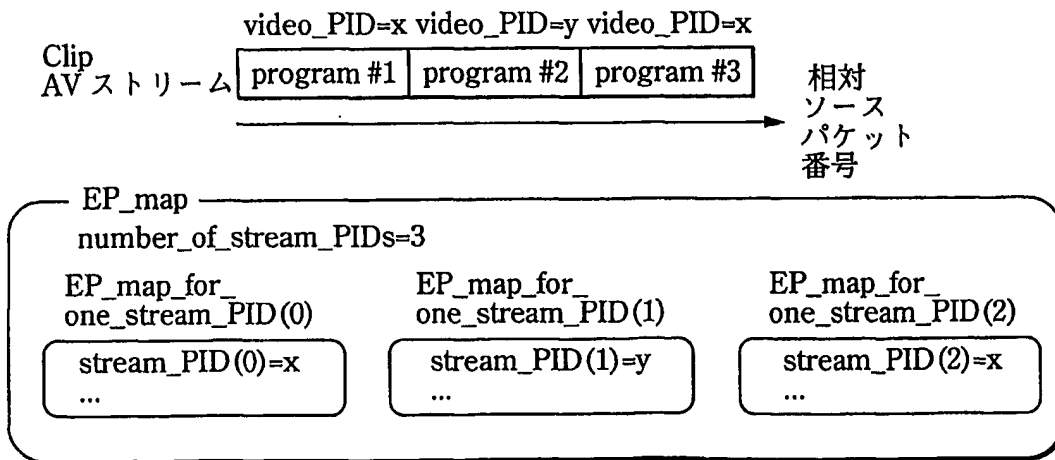 video_PID=x video_PID=y video_PID=x
Clip
AVストリーム
program #1 program #2 program #3
相対
ソース
パケット
番号
EP_map
number_of_stream_PIDs=3
EP_map_for_
one_stream_PID(0)
stream_PID(0)=x
...
EP_map_for_
one_stream_PID(1)
stream_PID(1)=y
...
EP_map_for_
one_stream_PID(2)
stream_PID(2)=x
...